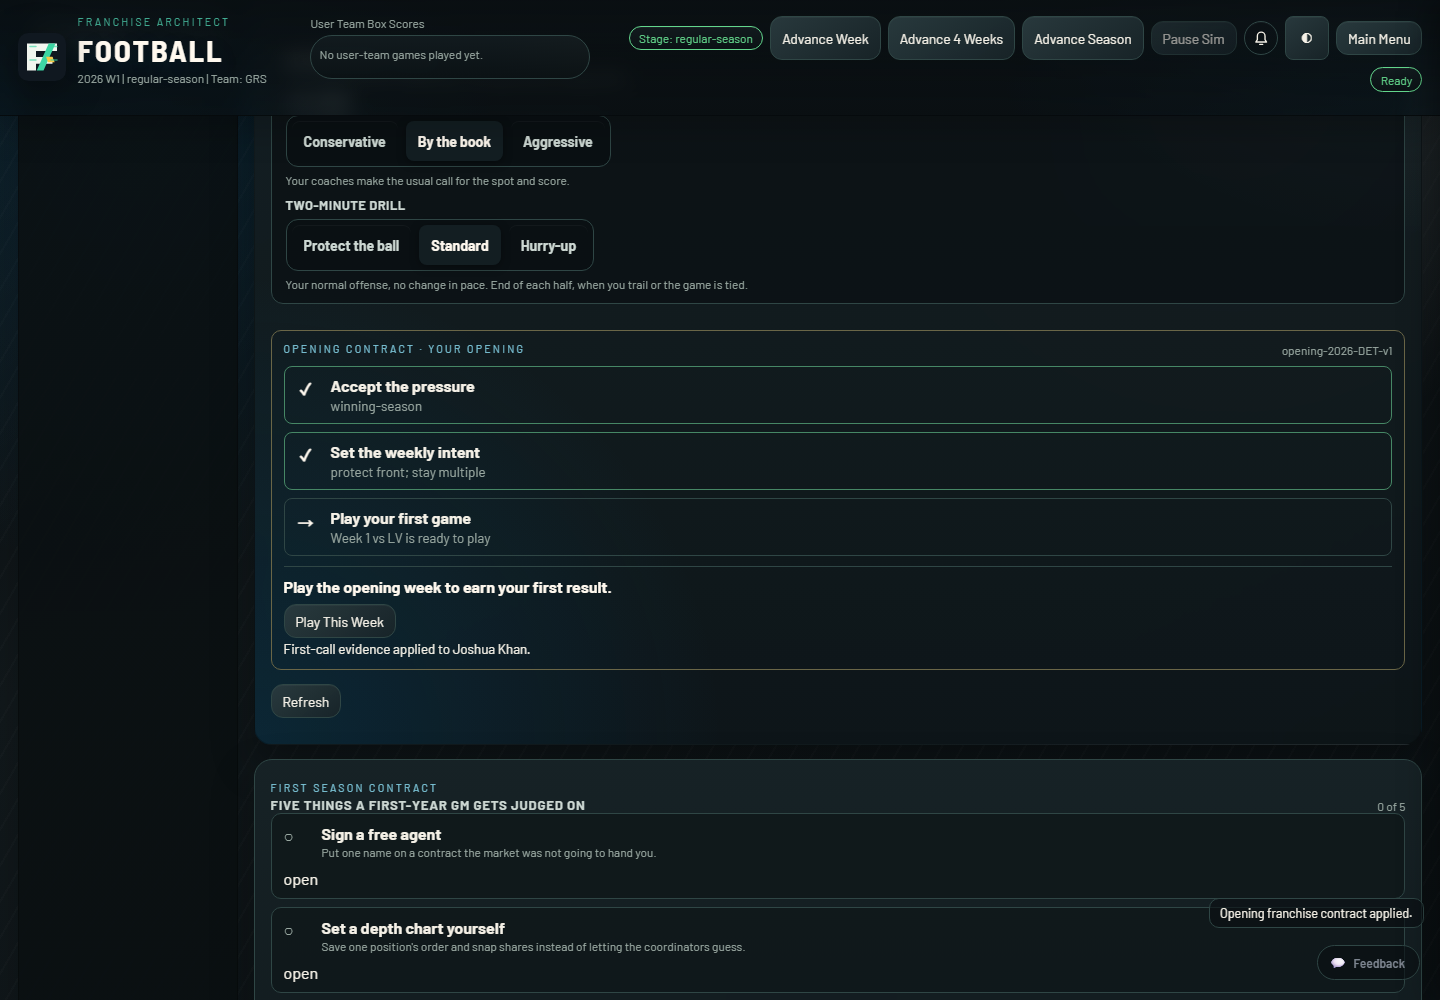 FRANCHISE ARCHITECT
FOOTBALL
2026 W1 | regular-season | Team: GRS
User Team Box Scores
No user-team games played yet.
Stage: regular-season
Advance Week
Advance 4 Weeks
Advance Season
Pause Sim
Main Menu
Ready
Conservative
By the book
Aggressive
Your coaches make the usual call for the spot and score.
TWO-MINUTE DRILL
Protect the ball
Standard
Hurry-up
Your normal offense, no change in pace. End of each half, when you trail or the game is tied.
OPENING CONTRACT · YOUR OPENING
opening-2026-DET-v1
✓ Accept the pressure
winning-season
✓ Set the weekly intent
protect front; stay multiple
→ Play your first game
Week 1 vs LV is ready to play
Play the opening week to earn your first result.
Play This Week
First-call evidence applied to Joshua Khan.
Refresh
FIRST SEASON CONTRACT
FIVE THINGS A FIRST-YEAR GM GETS JUDGED ON
0 of 5
○ Sign a free agent
Put one name on a contract the market was not going to hand you.
open
○ Set a depth chart yourself
Save one position's order and snap shares instead of letting the coordinators guess.
open
Opening franchise contract applied.
Feedback